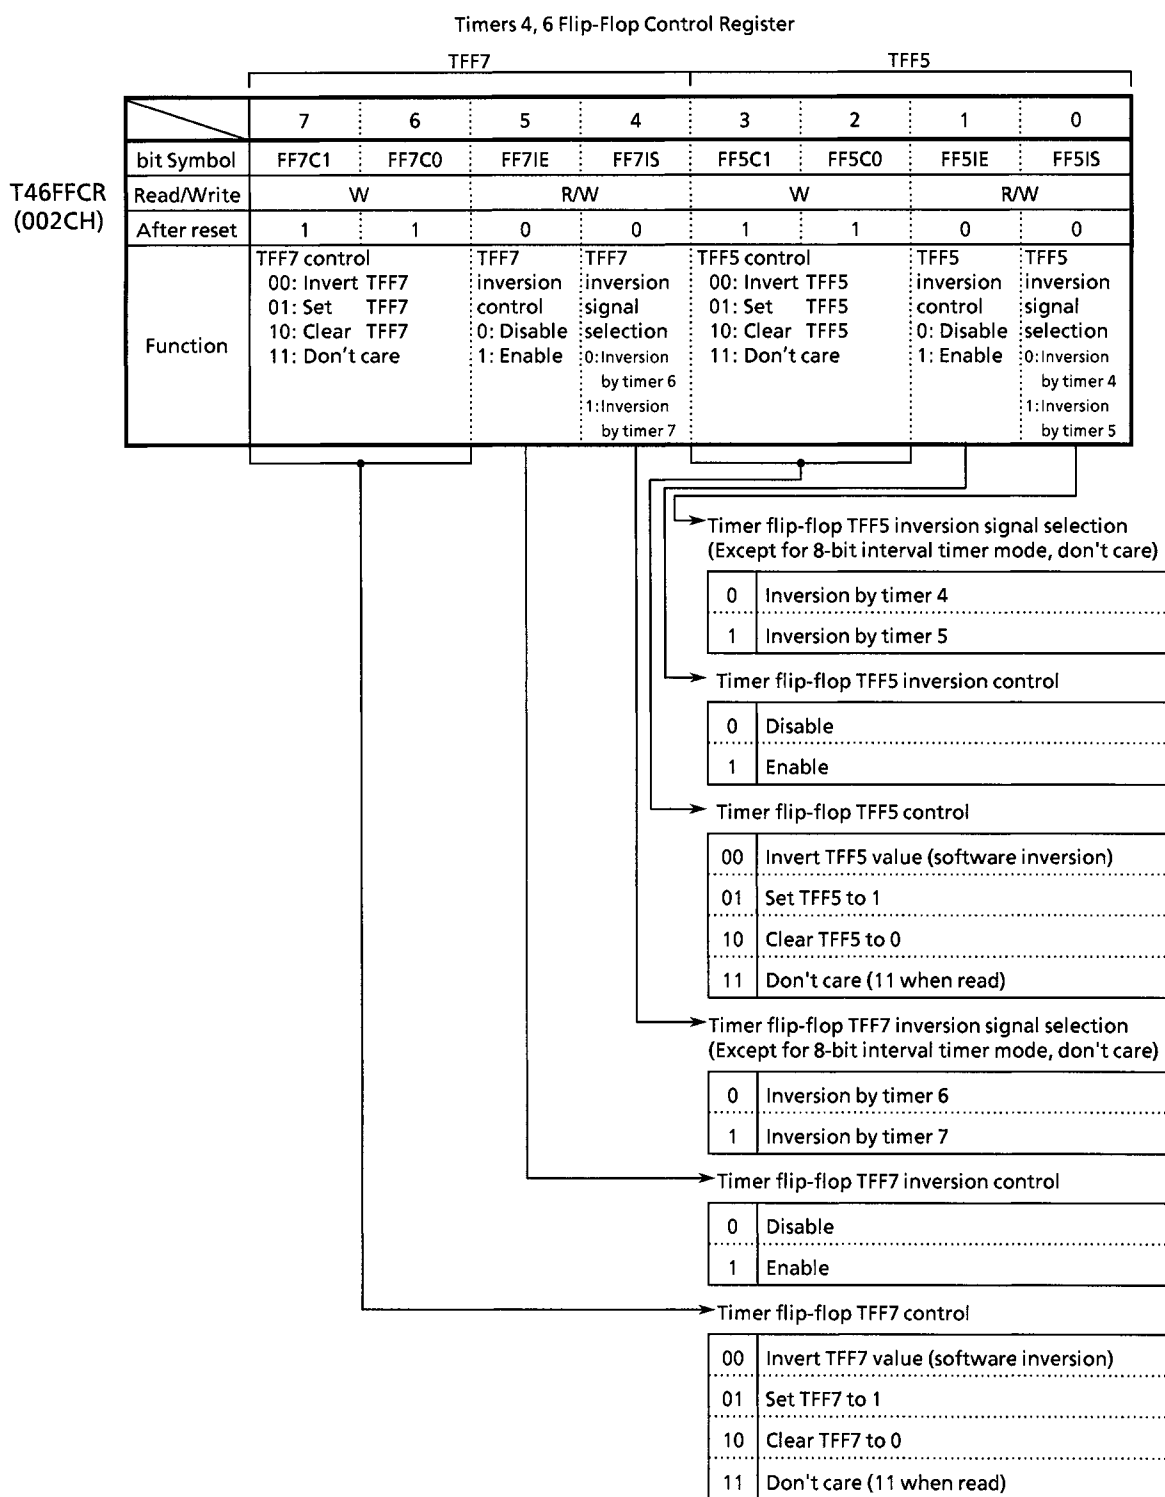 Timers 4, 6 Flip-Flop Control Register
TFF7 TFF5
7 6 5 4 3 2 1 0
T46FFCR
(002CH)
bit Symbol FF7C1 FF7C0 FF7IE FF7IS FF5C1 FF5C0 FF5IE FF5IS
Read/Write W R/W W R/W
After reset 1 1 0 0 1 1 0 0
Function
TFF7 control
00: Invert TFF7
01: Set TFF7
10: Clear TFF7
11: Don't care
TFF7
inversion
control
0: Disable
1: Enable
TFF7
inversion
signal
selection
0: Inversion
by timer 6
1: Inversion
by timer 7
TFF5 control
00: Invert TFF5
01: Set TFF5
10: Clear TFF5
11: Don't care
TFF5
inversion
control
0: Disable
1: Enable
TFF5
inversion
signal
selection
0: Inversion
by timer 4
1: Inversion
by timer 5
Timer flip-flop TFF5 inversion signal selection
(Except for 8-bit interval timer mode, don't care)
0 Inversion by timer 4
1 Inversion by timer 5
Timer flip-flop TFF5 inversion control
0 Disable
1 Enable
Timer flip-flop TFF5 control
00 Invert TFF5 value (software inversion)
01 Set TFF5 to 1
10 Clear TFF5 to 0
11 Don't care (11 when read)
Timer flip-flop TFF7 inversion signal selection
(Except for 8-bit interval timer mode, don't care)
0 Inversion by timer 6
1 Inversion by timer 7
Timer flip-flop TFF7 inversion control
0 Disable
1 Enable
Timer flip-flop TFF7 control
00 Invert TFF7 value (software inversion)
01 Set TFF7 to 1
10 Clear TFF7 to 0
11 Don't care (11 when read)